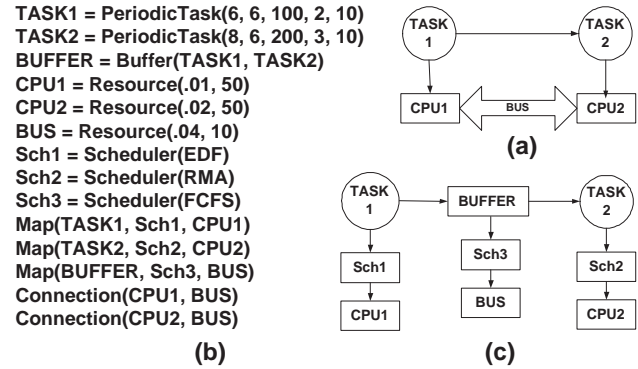 TASK1 = PeriodicTask(6, 6, 100, 2, 10)
TASK2 = PeriodicTask(8, 6, 200, 3, 10)
BUFFER = Buffer(TASK1, TASK2)
CPU1 = Resource(.01, 50)
CPU2 = Resource(.02, 50)
BUS = Resource(.04, 10)
Sch1 = Scheduler(EDF)
Sch2 = Scheduler(RMA)
Sch3 = Scheduler(FCFS)
Map(TASK1, Sch1, CPU1)
Map(TASK2, Sch2, CPU2)
Map(BUFFER, Sch3, BUS)
Connection(CPU1, BUS)
Connection(CPU2, BUS)
(b)
TASK
1
TASK
2
CPU1
BUS
CPU2
(a)
TASK
1
BUFFER
TASK
2
Sch1
Sch3
Sch2
CPU1
BUS
CPU2
(c)